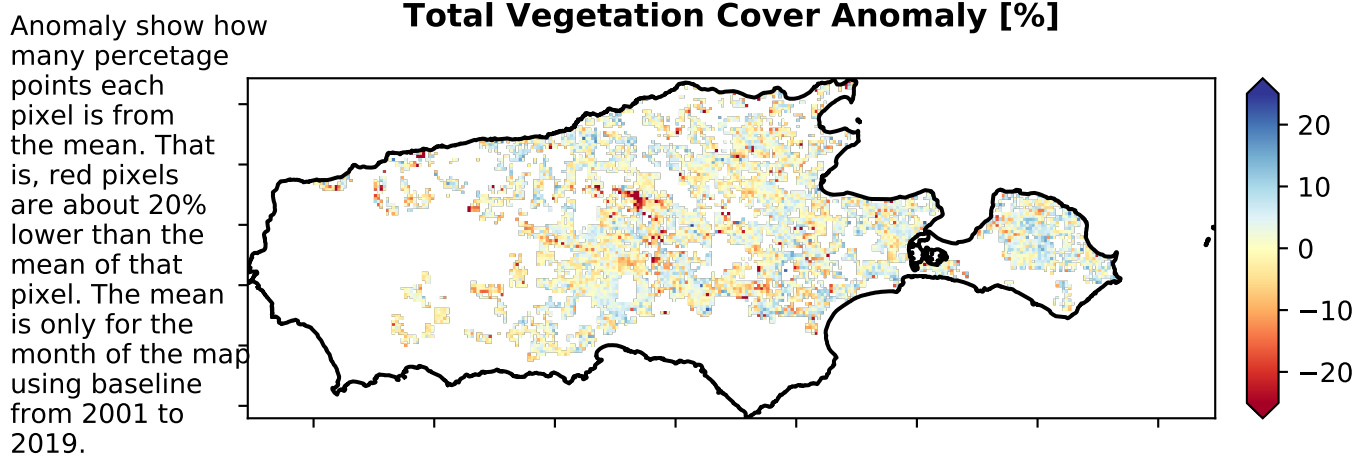 Total Vegetation Cover Anomaly [%]
Anomaly show how
many percetage
points each
pixel is from
the mean. That
is, red pixels
are about 20%
lower than the
mean of that
pixel. The mean
is only for the
month of the map
using baseline
from 2001 to
2019.
20
10
0
−10
−20